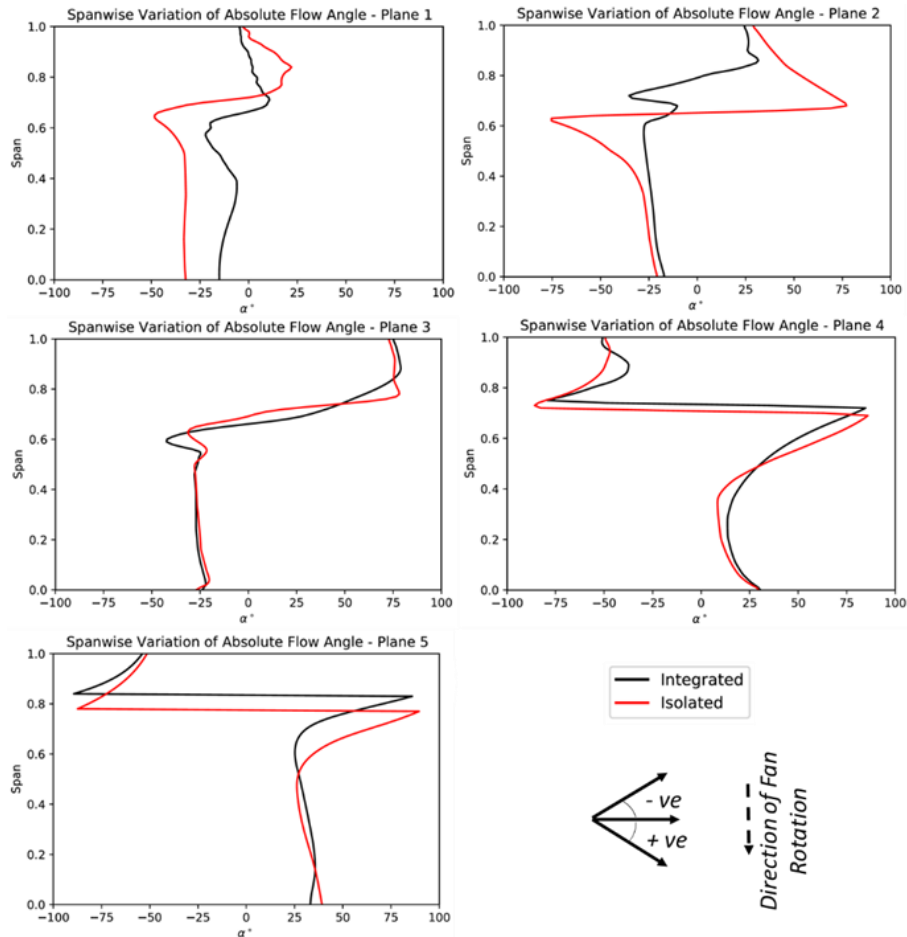 Spanwise Variation of Absolute Flow Angle - Plane 1
1.0
0.8
0.6
0.4
0.2
0.0
Span
−100 −75 −50 −25 0 25 50 75 100
α°
Spanwise Variation of Absolute Flow Angle - Plane 2
1.0
0.8
0.6
0.4
0.2
0.0
Span
−100 −75 −50 −25 0 25 50 75 100
α°
Spanwise Variation of Absolute Flow Angle - Plane 3
1.0
0.8
0.6
0.4
0.2
0.0
Span
−100 −75 −50 −25 0 25 50 75 100
α°
Spanwise Variation of Absolute Flow Angle - Plane 4
1.0
0.8
0.6
0.4
0.2
0.0
Span
−100 −75 −50 −25 0 25 50 75 100
α°
Spanwise Variation of Absolute Flow Angle - Plane 5
1.0
0.8
0.6
0.4
0.2
0.0
Span
−100 −75 −50 −25 0 25 50 75 100
α°
Integrated
Isolated
- ve
+ ve
Direction of Fan
Rotation